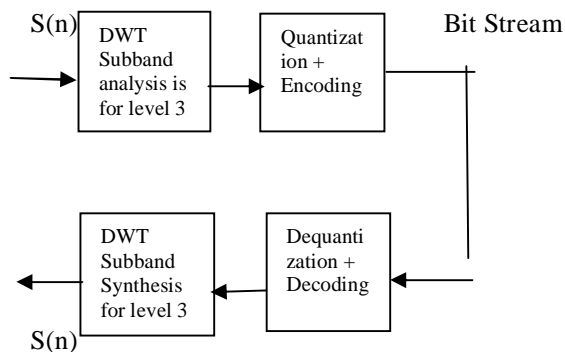 S(n)
DWT
Subband
analysis is
for level 3
Quantizat
ion +
Encoding
Bit Stream
DWT
Subband
Synthesis
for level 3
Dequanti
zation +
Decoding
S(n)